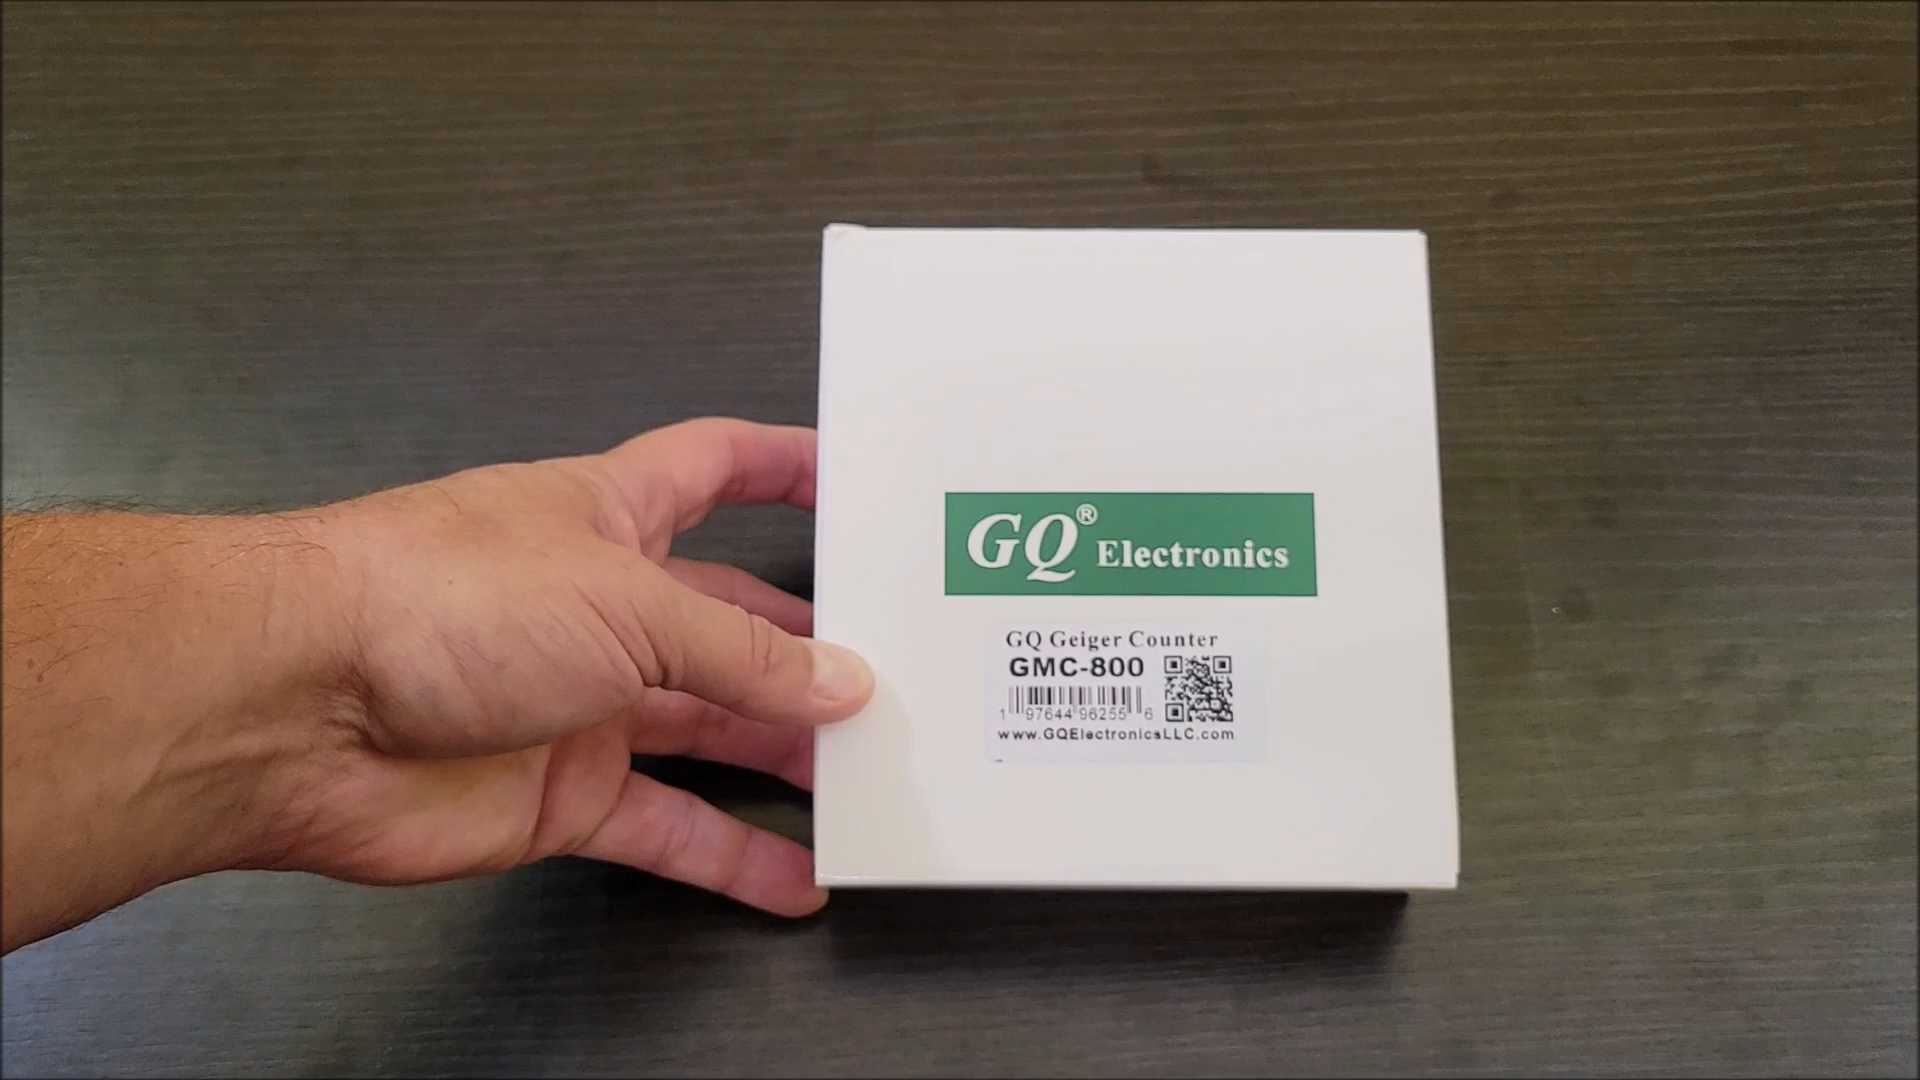 GQ® Electronics
GQ Geiger Counter
GMC-800
1 97644 96255 6
www.GQElectronicsLLC.com